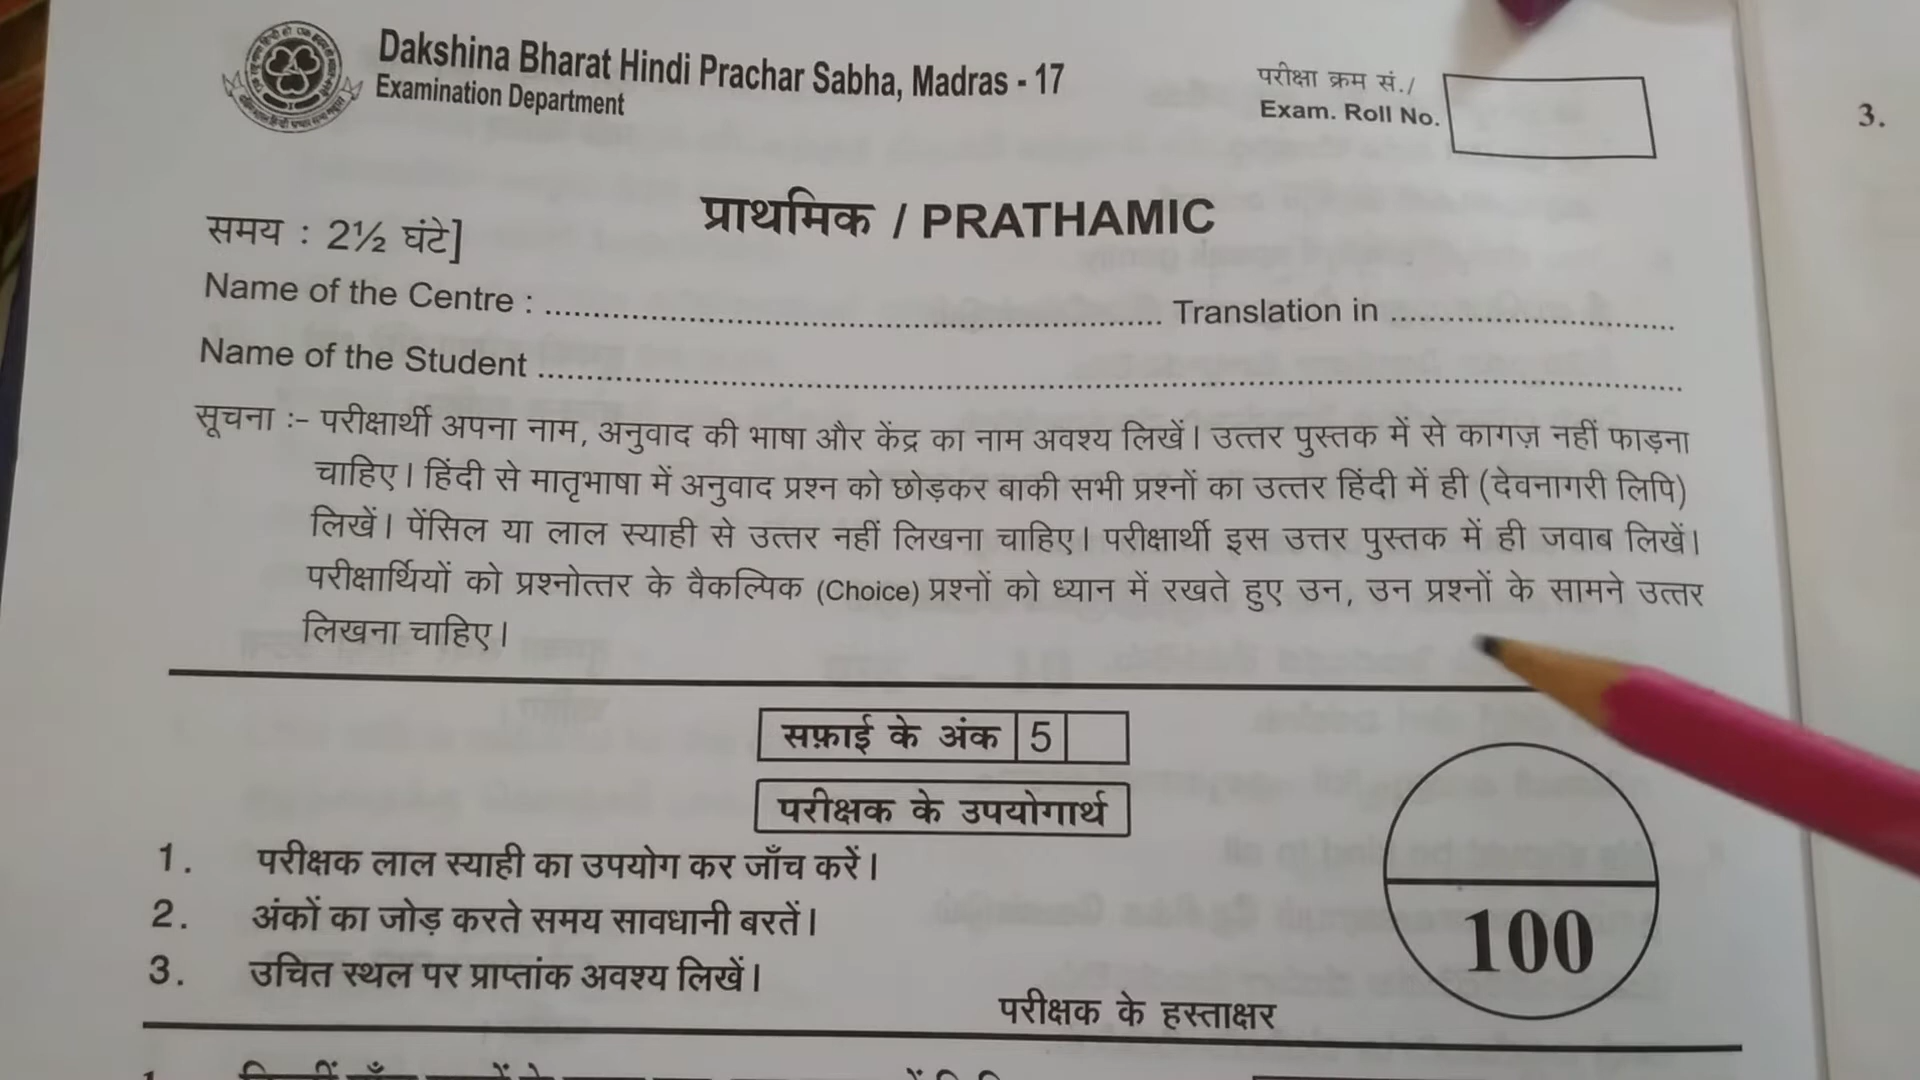 Dakshina Bharat Hindi Prachar Sabha, Madras - 17
Examination Department
परीक्षा क्रम सं./
Exam. Roll No.
3.
प्राथमिक / PRATHAMIC
समय : 2½ घंटे]
Name of the Centre : ........................................ Translation in ....................
Name of the Student ........................................
सूचना :– परीक्षार्थी अपना नाम, अनुवाद की भाषा और केंद्र का नाम अवश्य लिखें। उत्तर पुस्तक में से कागज़ नहीं फाड़ना
चाहिए। हिंदी से मातृभाषा में अनुवाद प्रश्न को छोड़कर बाकी सभी प्रश्नों का उत्तर हिंदी में ही (देवनागरी लिपि)
लिखें। पेंसिल या लाल स्याही से उत्तर नहीं लिखना चाहिए। परीक्षार्थी इस उत्तर पुस्तक में ही जवाब लिखें।
परीक्षार्थियों को प्रश्नोत्तर के वैकल्पिक (Choice) प्रश्नों को ध्यान में रखते हुए उन, उन प्रश्नों के सामने उत्तर
लिखना चाहिए।
सफ़ाई के अंक 5
परीक्षक के उपयोगार्थ
1. परीक्षक लाल स्याही का उपयोग कर जाँच करें।
2. अंकों का जोड़ करते समय सावधानी बरतें।
3. उचित स्थल पर प्राप्तांक अवश्य लिखें।
100
परीक्षक के हस्ताक्षर